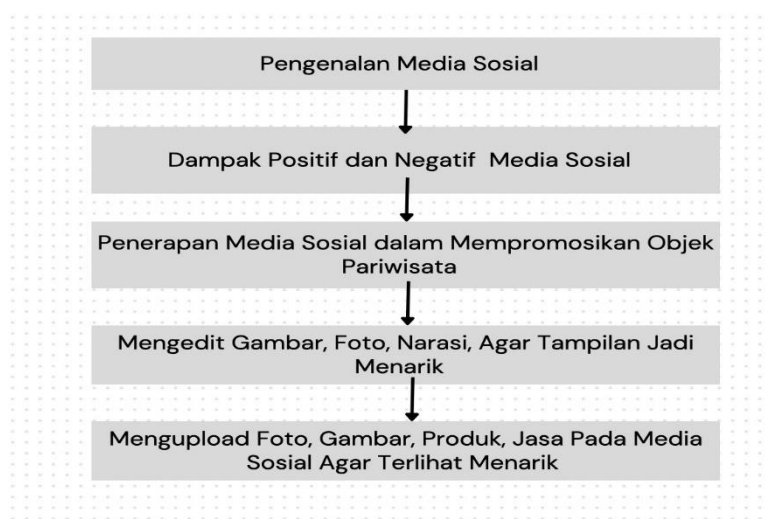 Pengenalan Media Sosial
Dampak Positif dan Negatif Media Sosial
Penerapan Media Sosial dalam Mempromosikan Objek
Pariwisata
Mengedit Gambar, Foto, Narasi, Agar Tampilan Jadi
Menarik
Mengupload Foto, Gambar, Produk, Jasa Pada Media
Sosial Agar Terlihat Menarik